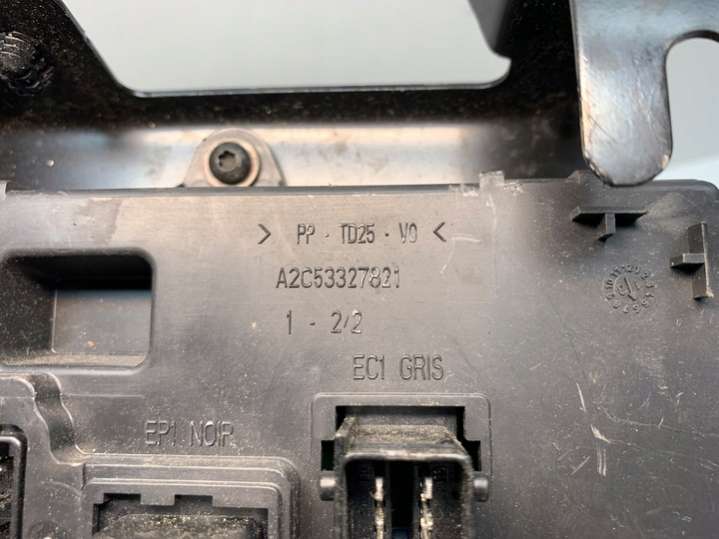 > PP - TD25 - V0 <
A2C53327821
1 - 2/2
EC1 GRIS
EP1 NOIR